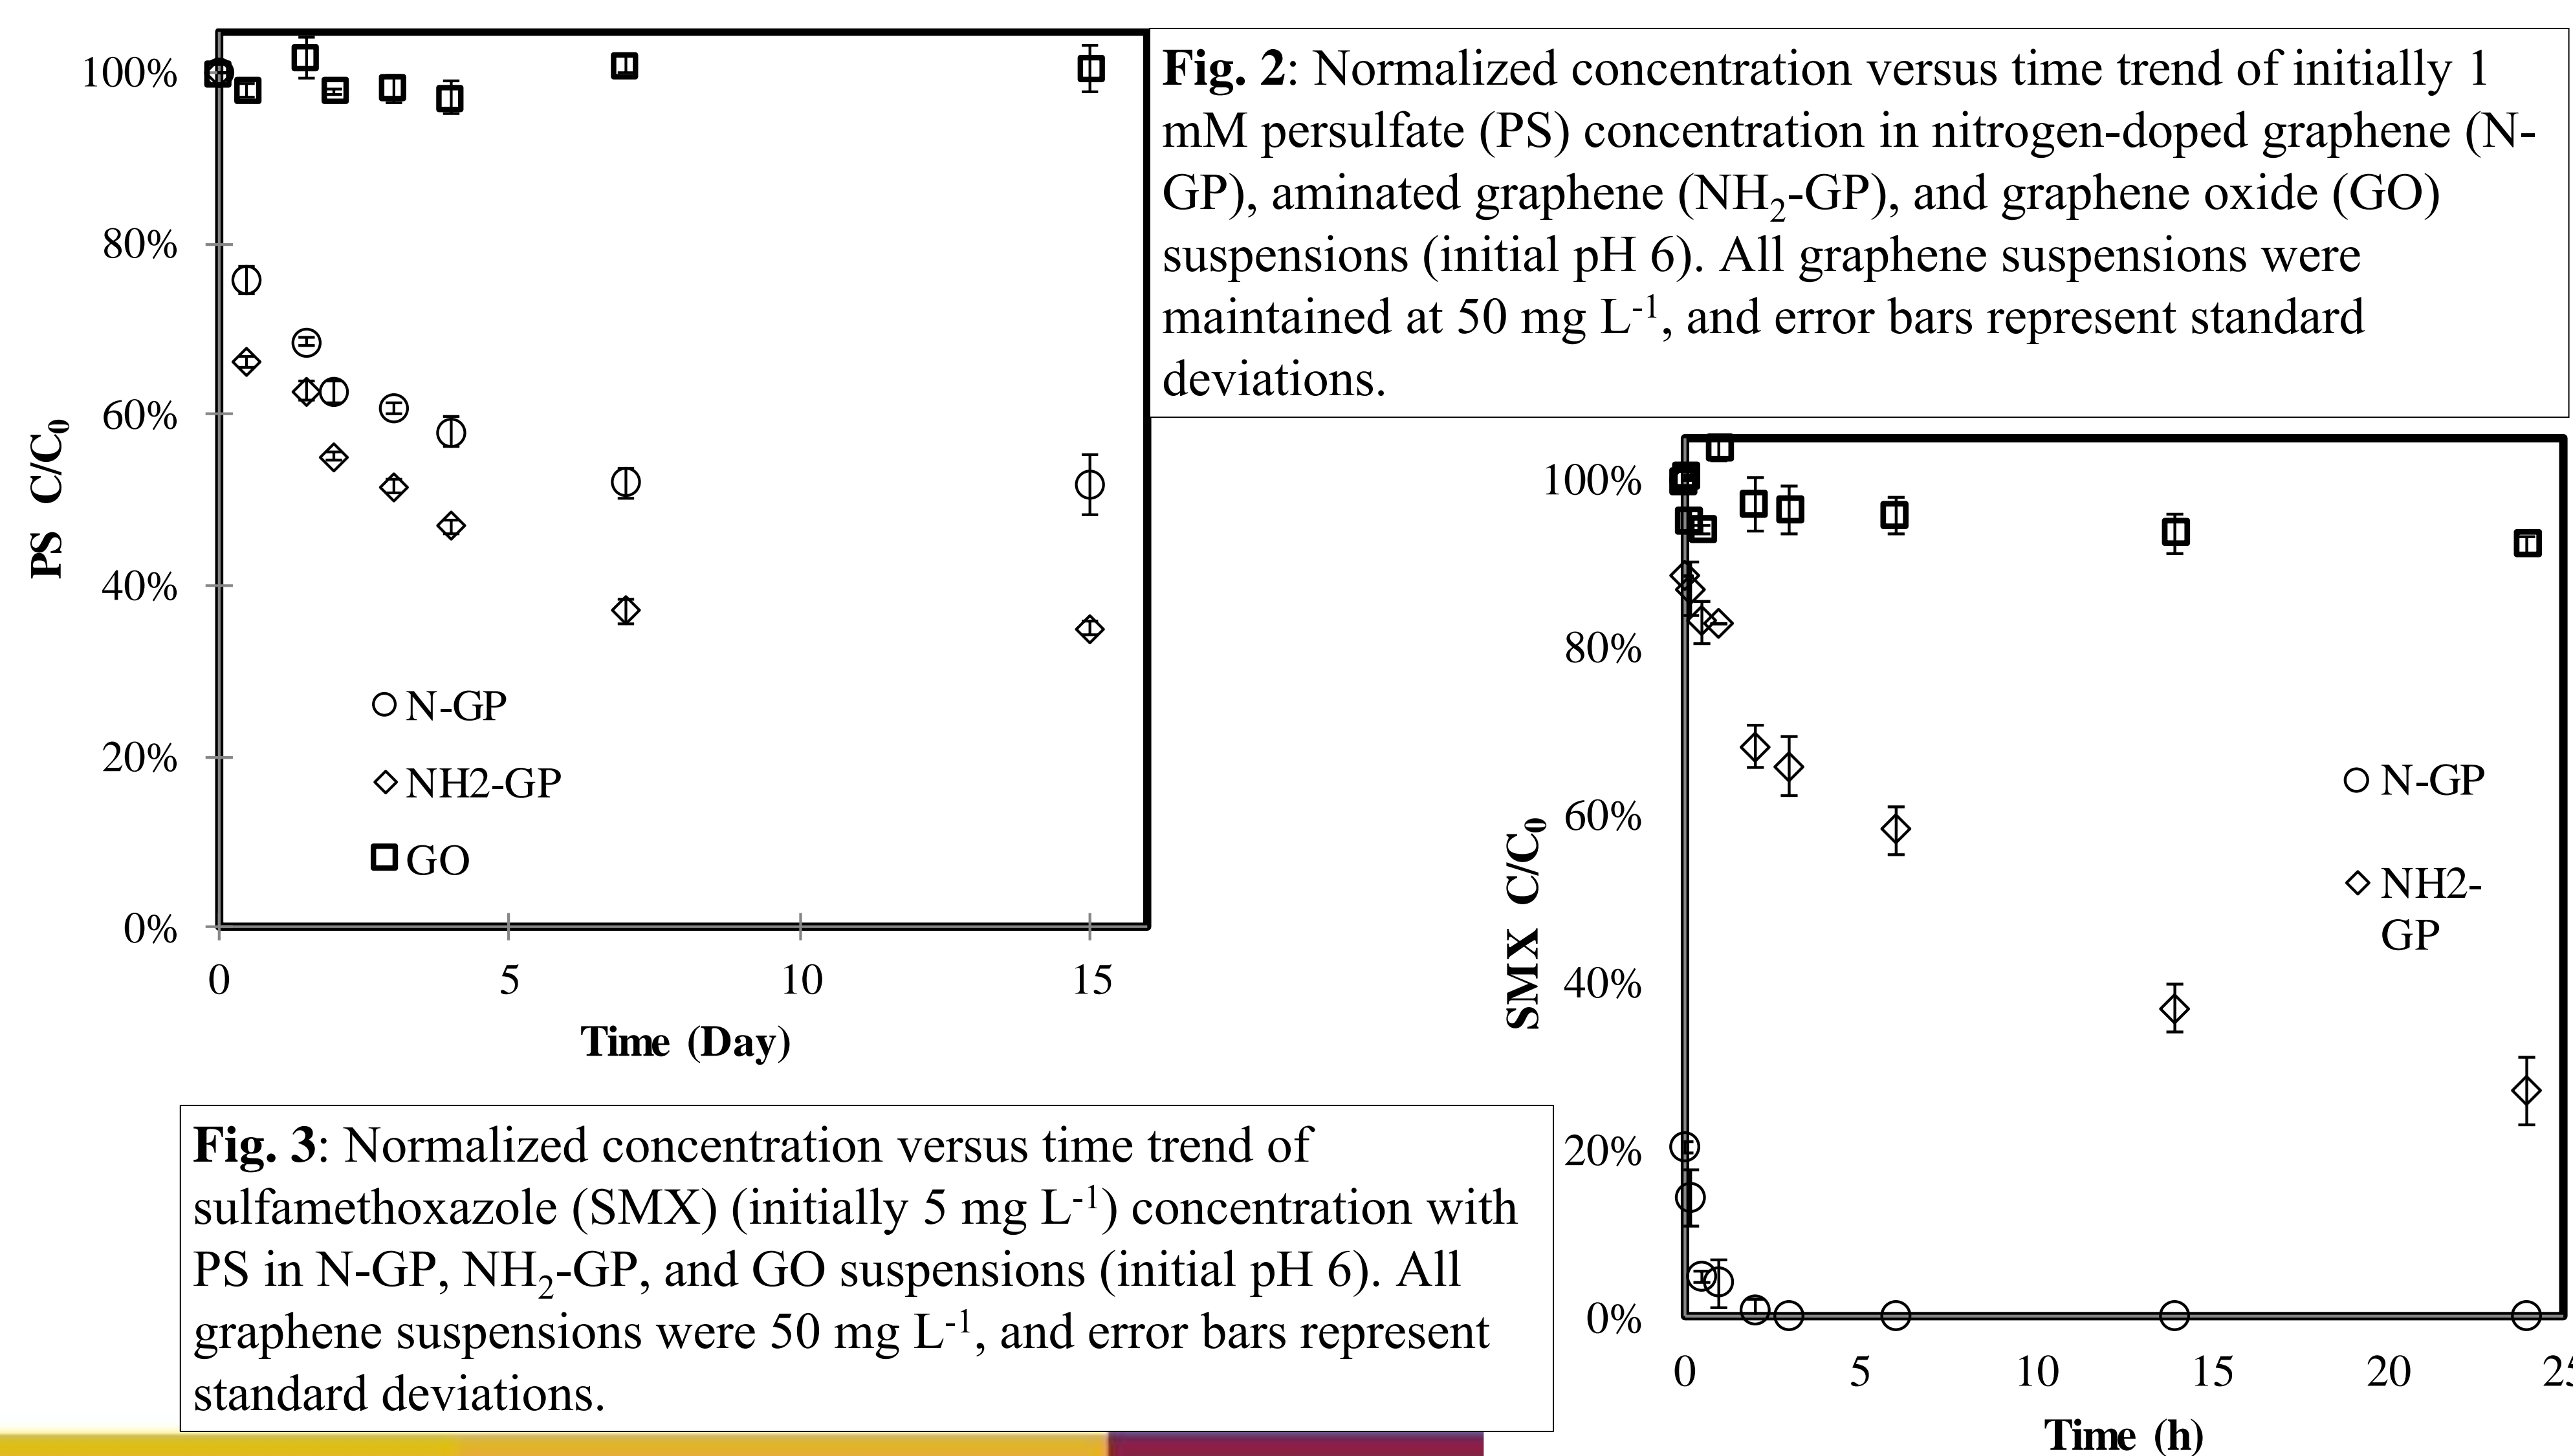 100%
80%
60%
40%
20%
0%
PS C/C₀
N-GP
NH2-GP
GO
0 5 10 15
Time (Day)
Fig. 2: Normalized concentration versus time trend of initially 1
mM persulfate (PS) concentration in nitrogen-doped graphene (N-
GP), aminated graphene (NH₂-GP), and graphene oxide (GO)
suspensions (initial pH 6). All graphene suspensions were
maintained at 50 mg L⁻¹, and error bars represent standard
deviations.
100%
80%
60%
40%
20%
0%
SMX C/C₀
N-GP
NH2-
GP
0 5 10 15 20
Time (h)
Fig. 3: Normalized concentration versus time trend of
sulfamethoxazole (SMX) (initially 5 mg L⁻¹) concentration with
PS in N-GP, NH₂-GP, and GO suspensions (initial pH 6). All
graphene suspensions were 50 mg L⁻¹, and error bars represent
standard deviations.